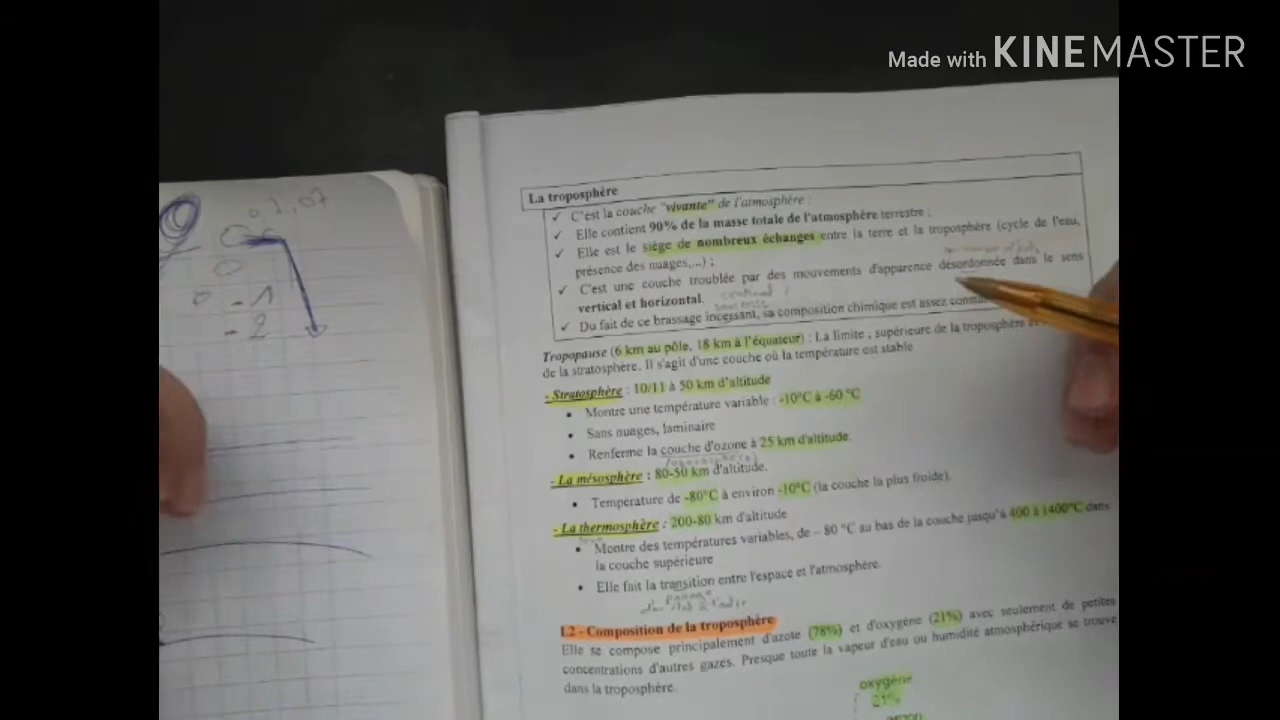 Made with KINEMASTER
La troposphère
✓ C'est la couche "vivante" de l'atmosphère :
✓ Elle contient 90% de la masse totale de l'atmosphère terrestre ;
✓ Elle est le siège de nombreux échanges entre la terre et la troposphère (cycle de l'eau,
présence des nuages,...) ;
✓ C'est une couche troublée par des mouvements d'apparence désordonnée dans le sens
vertical et horizontal.
✓ Du fait de ce brassage incessant, sa composition chimique est assez
Tropopause (6 km au pôle, 18 km à l'équateur) : La limite , supérieure de la troposphère
de la stratosphère. Il s'agit d'une couche où la température est stable
- Stratosphère : 10/11 à 50 km d'altitude
• Montre une température variable : -10°C à -60 °C
• Sans nuages, laminaire
• Renferme la couche d'ozone à 25 km d'altitude.
- La mésosphère : 80-50 km d'altitude.
• Température de -80°C à environ -10°C (la couche la plus froide).
- La thermosphère : 200-80 km d'altitude
• Montre des températures variables, de – 80 °C au bas de la couche jusqu'à 400 à 1400°C dans
la couche supérieure
• Elle fait la transition entre l'espace et l'atmosphère.
I.2 - Composition de la troposphère
Elle se compose principalement d'azote (78%) et d'oxygène (21%) avec seulement de petites
concentrations d'autres gazes. Presque toute la vapeur d'eau ou humidité atmosphérique se trouve
dans la troposphère.
oxygène
21%
0
0 -1
-2